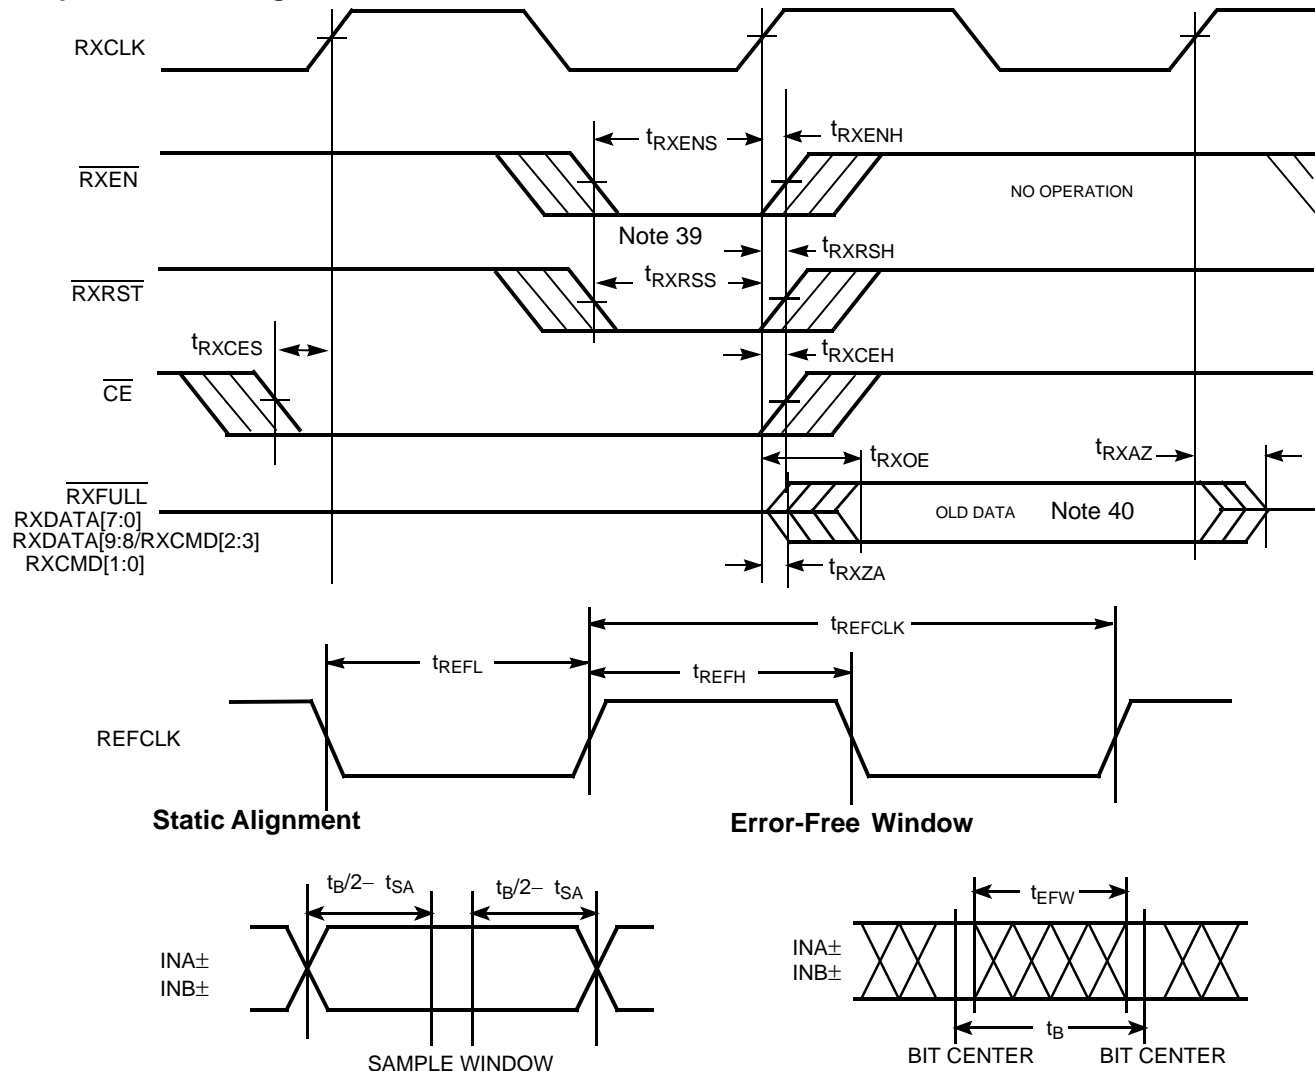 RXCLK
tRXENS
tRXENH
RXEN
NO OPERATION
Note 39
tRXRSH
RXRST
tRXRSS
tRXCES
tRXCEH
CE
tRXOE
tRXAZ
RXFULL
RXDATA[7:0]
RXDATA[9:8/RXCMD[2:3]
RXCMD[1:0]
OLD DATA Note 40
tRXZA
tREFCLK
tREFL
tREFH
REFCLK
Static Alignment
Error-Free Window
tB/2– tSA
tB/2– tSA
tEFW
INA±
INB±
INA±
INB±
tB
SAMPLE WINDOW
BIT CENTER
BIT CENTER